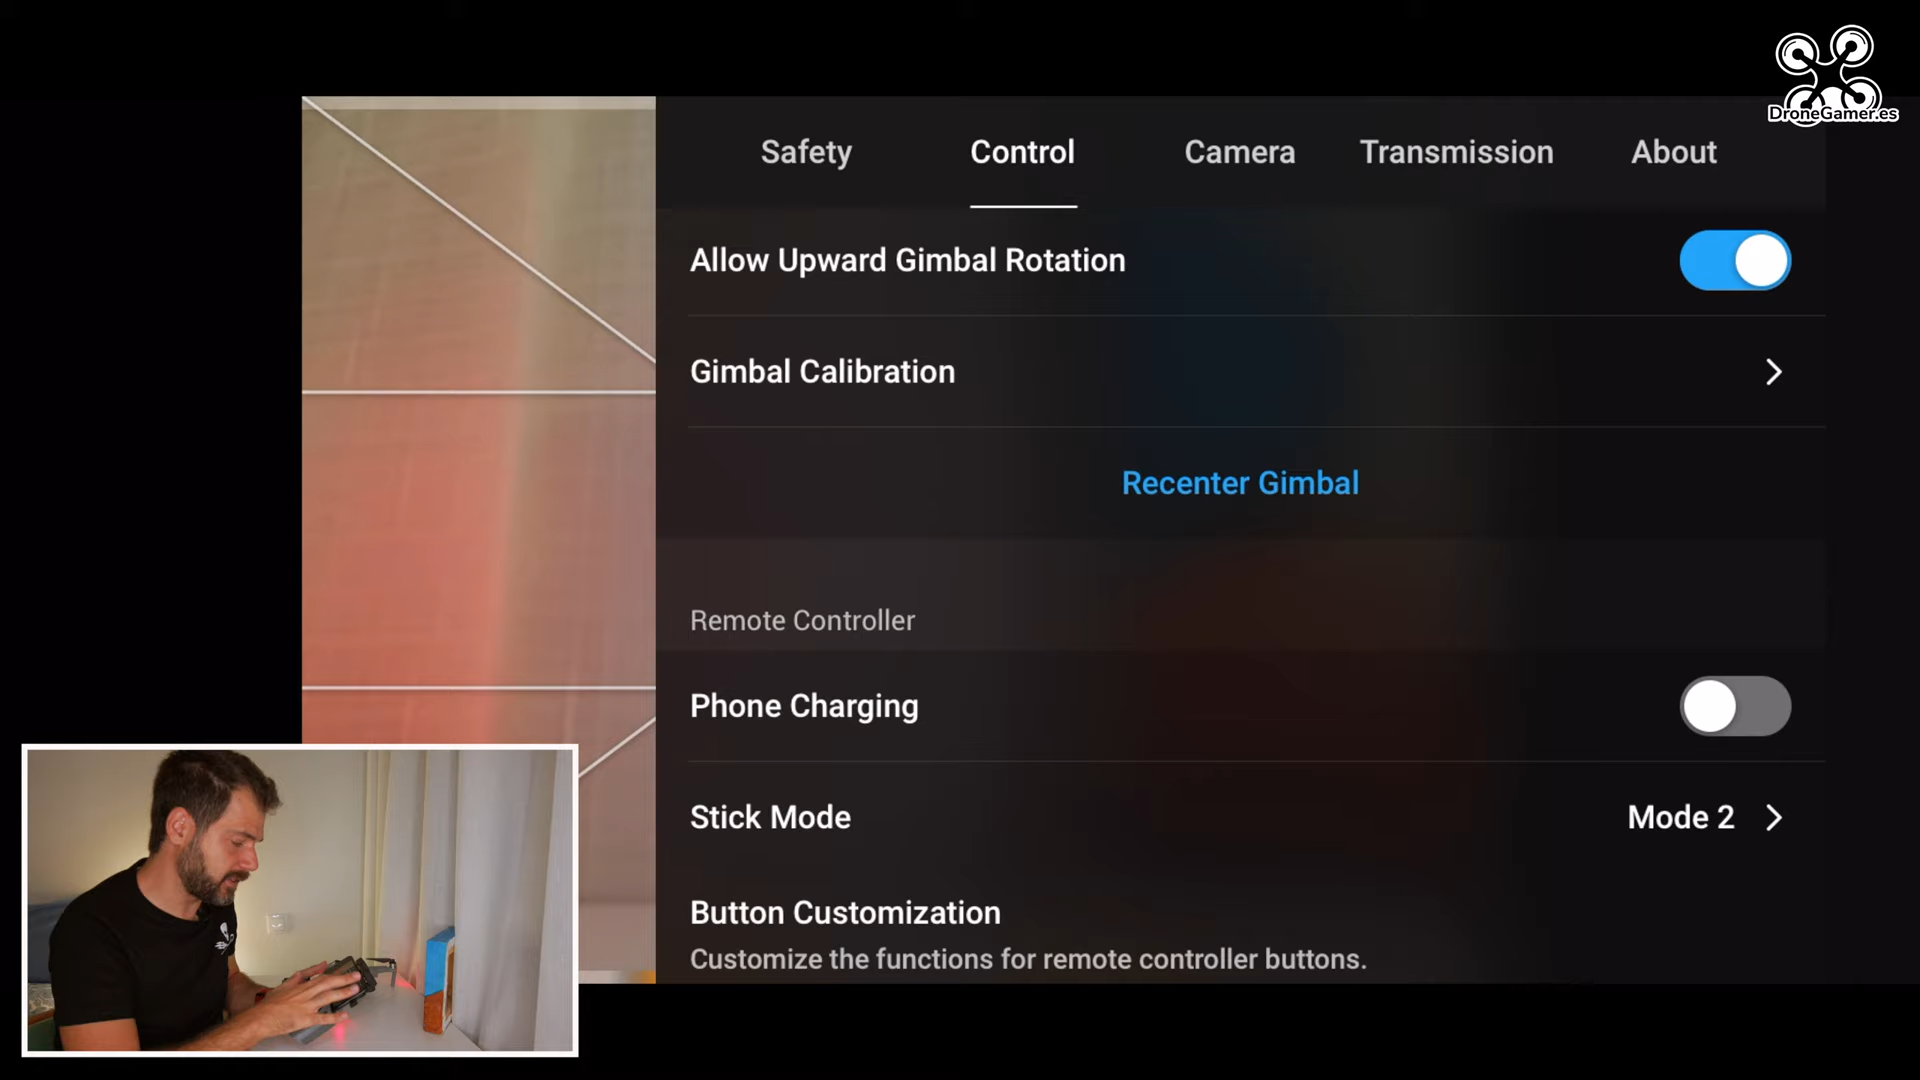 DroneGamer.es
Safety Control Camera Transmission About
Allow Upward Gimbal Rotation
Gimbal Calibration
Recenter Gimbal
Remote Controller
Phone Charging
Stick Mode Mode 2
Button Customization
Customize the functions for remote controller buttons.